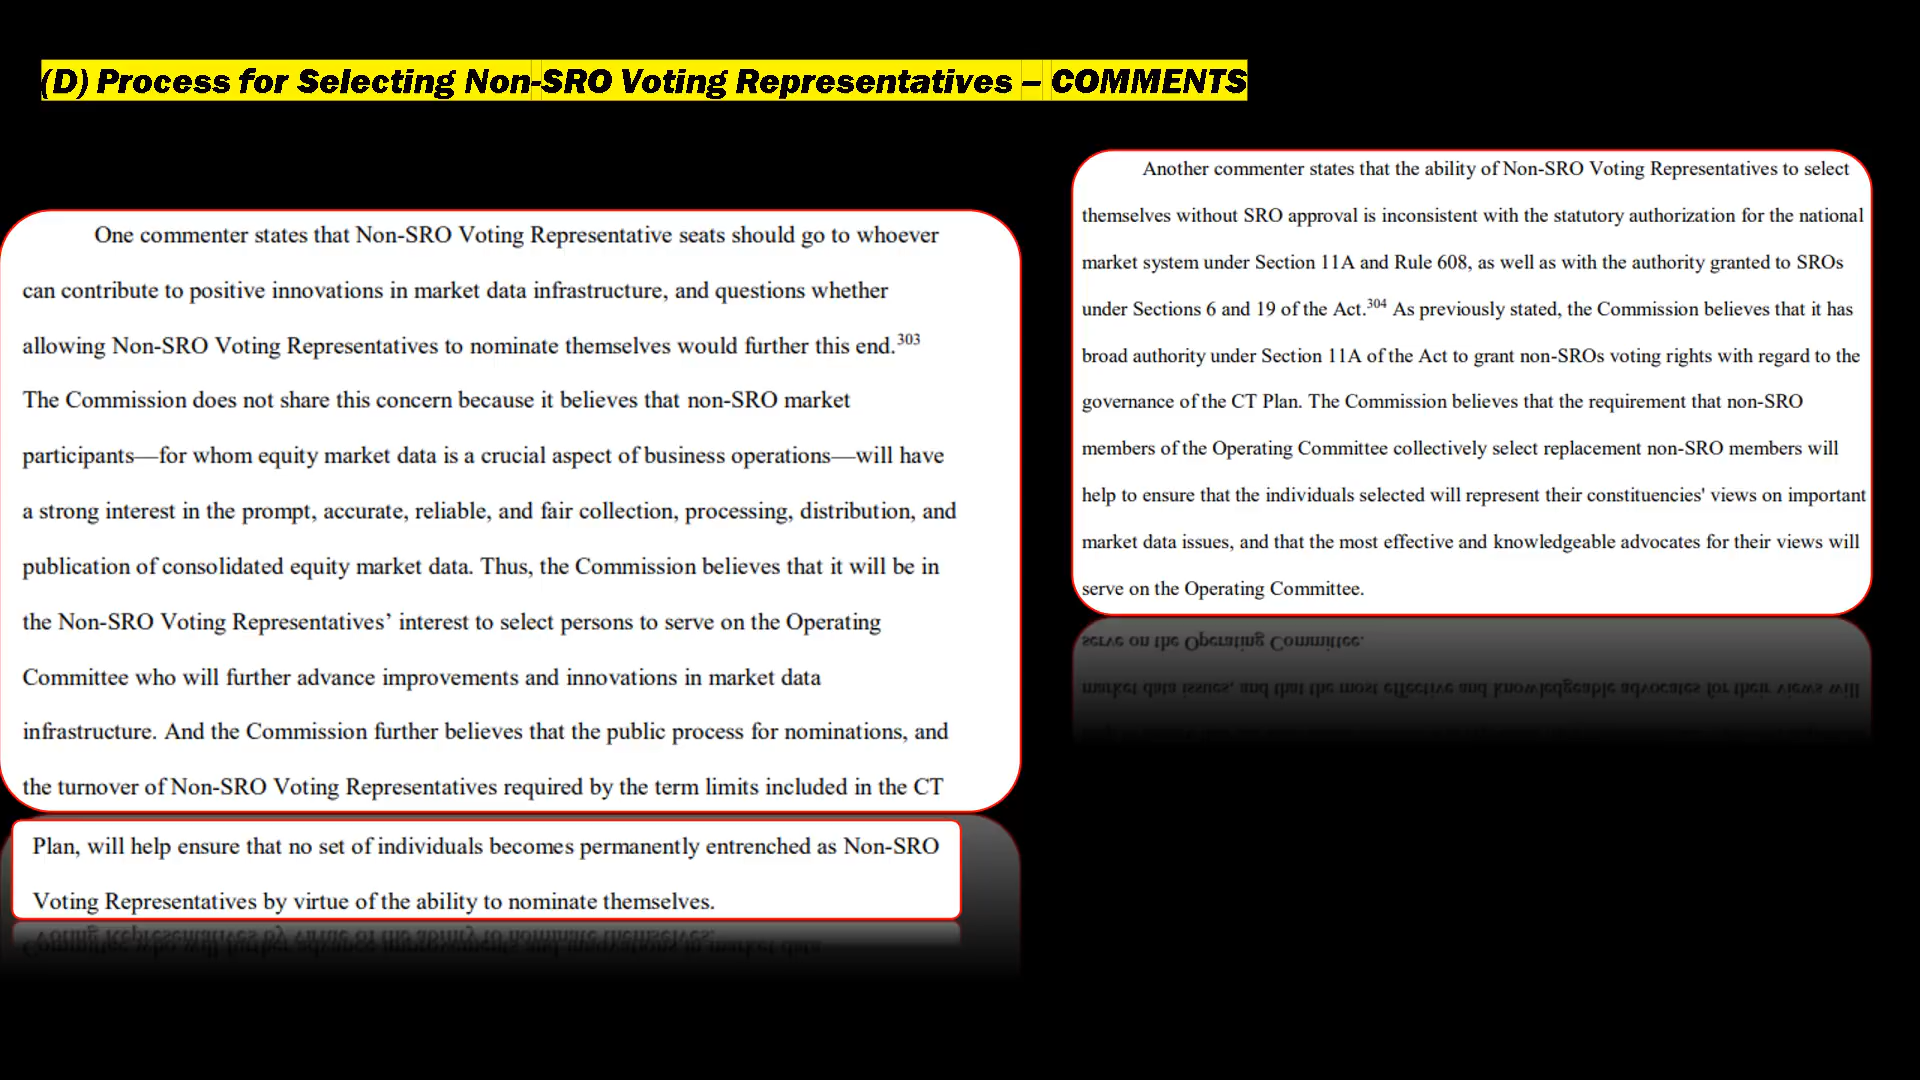 (D) Process for Selecting Non-SRO Voting Representatives – COMMENTS
One commenter states that Non-SRO Voting Representative seats should go to whoever
can contribute to positive innovations in market data infrastructure, and questions whether
allowing Non-SRO Voting Representatives to nominate themselves would further this end.303
The Commission does not share this concern because it believes that non-SRO market
participants—for whom equity market data is a crucial aspect of business operations—will have
a strong interest in the prompt, accurate, reliable, and fair collection, processing, distribution, and
publication of consolidated equity market data. Thus, the Commission believes that it will be in
the Non-SRO Voting Representatives’ interest to select persons to serve on the Operating
Committee who will further advance improvements and innovations in market data
infrastructure. And the Commission further believes that the public process for nominations, and
the turnover of Non-SRO Voting Representatives required by the term limits included in the CT
Plan, will help ensure that no set of individuals becomes permanently entrenched as Non-SRO
Voting Representatives by virtue of the ability to nominate themselves.
Another commenter states that the ability of Non-SRO Voting Representatives to select
themselves without SRO approval is inconsistent with the statutory authorization for the national
market system under Section 11A and Rule 608, as well as with the authority granted to SROs
under Sections 6 and 19 of the Act.304 As previously stated, the Commission believes that it has
broad authority under Section 11A of the Act to grant non-SROs voting rights with regard to the
governance of the CT Plan. The Commission believes that the requirement that non-SRO
members of the Operating Committee collectively select replacement non-SRO members will
help to ensure that the individuals selected will represent their constituencies' views on important
market data issues, and that the most effective and knowledgeable advocates for their views will
serve on the Operating Committee.